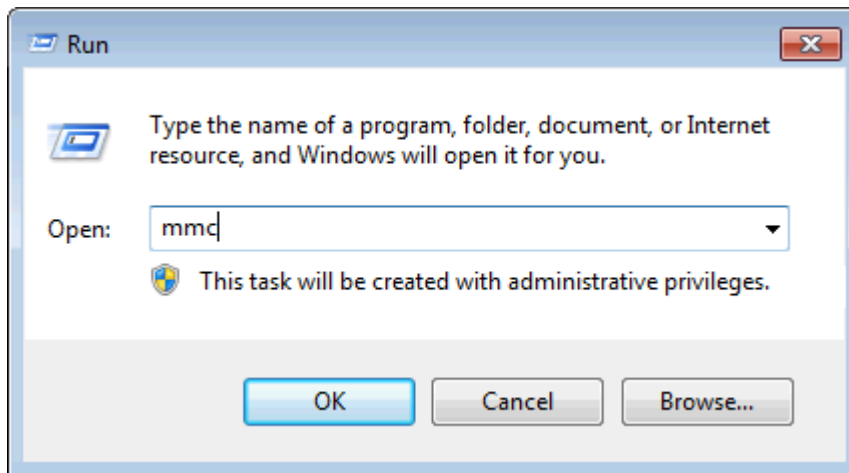 Run
Type the name of a program, folder, document, or Internet
resource, and Windows will open it for you.
Open: mmc
This task will be created with administrative privileges.
OK Cancel Browse...